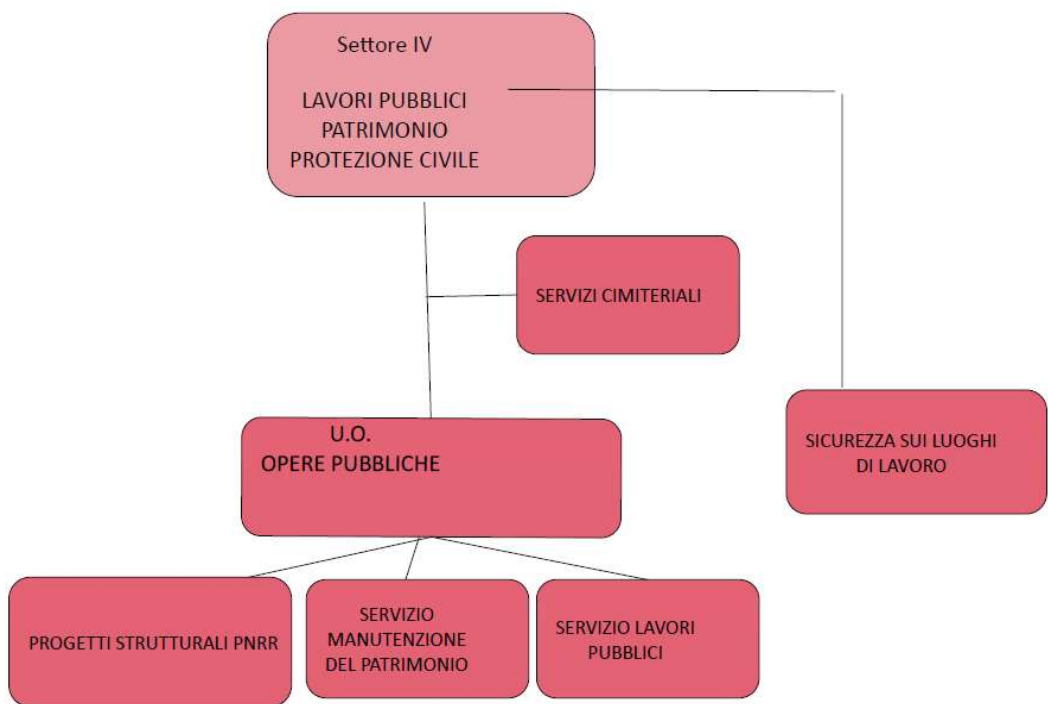 Settore IV
LAVORI PUBBLICI
PATRIMONIO
PROTEZIONE CIVILE
SERVIZI CIMITERIALI
U.O.
OPERE PUBBLICHE
SICUREZZA SUI LUOGHI
DI LAVORO
PROGETTI STRUTTURALI PNRR
SERVIZIO
MANUTENZIONE
DEL PATRIMONIO
SERVIZIO LAVORI
PUBBLICI